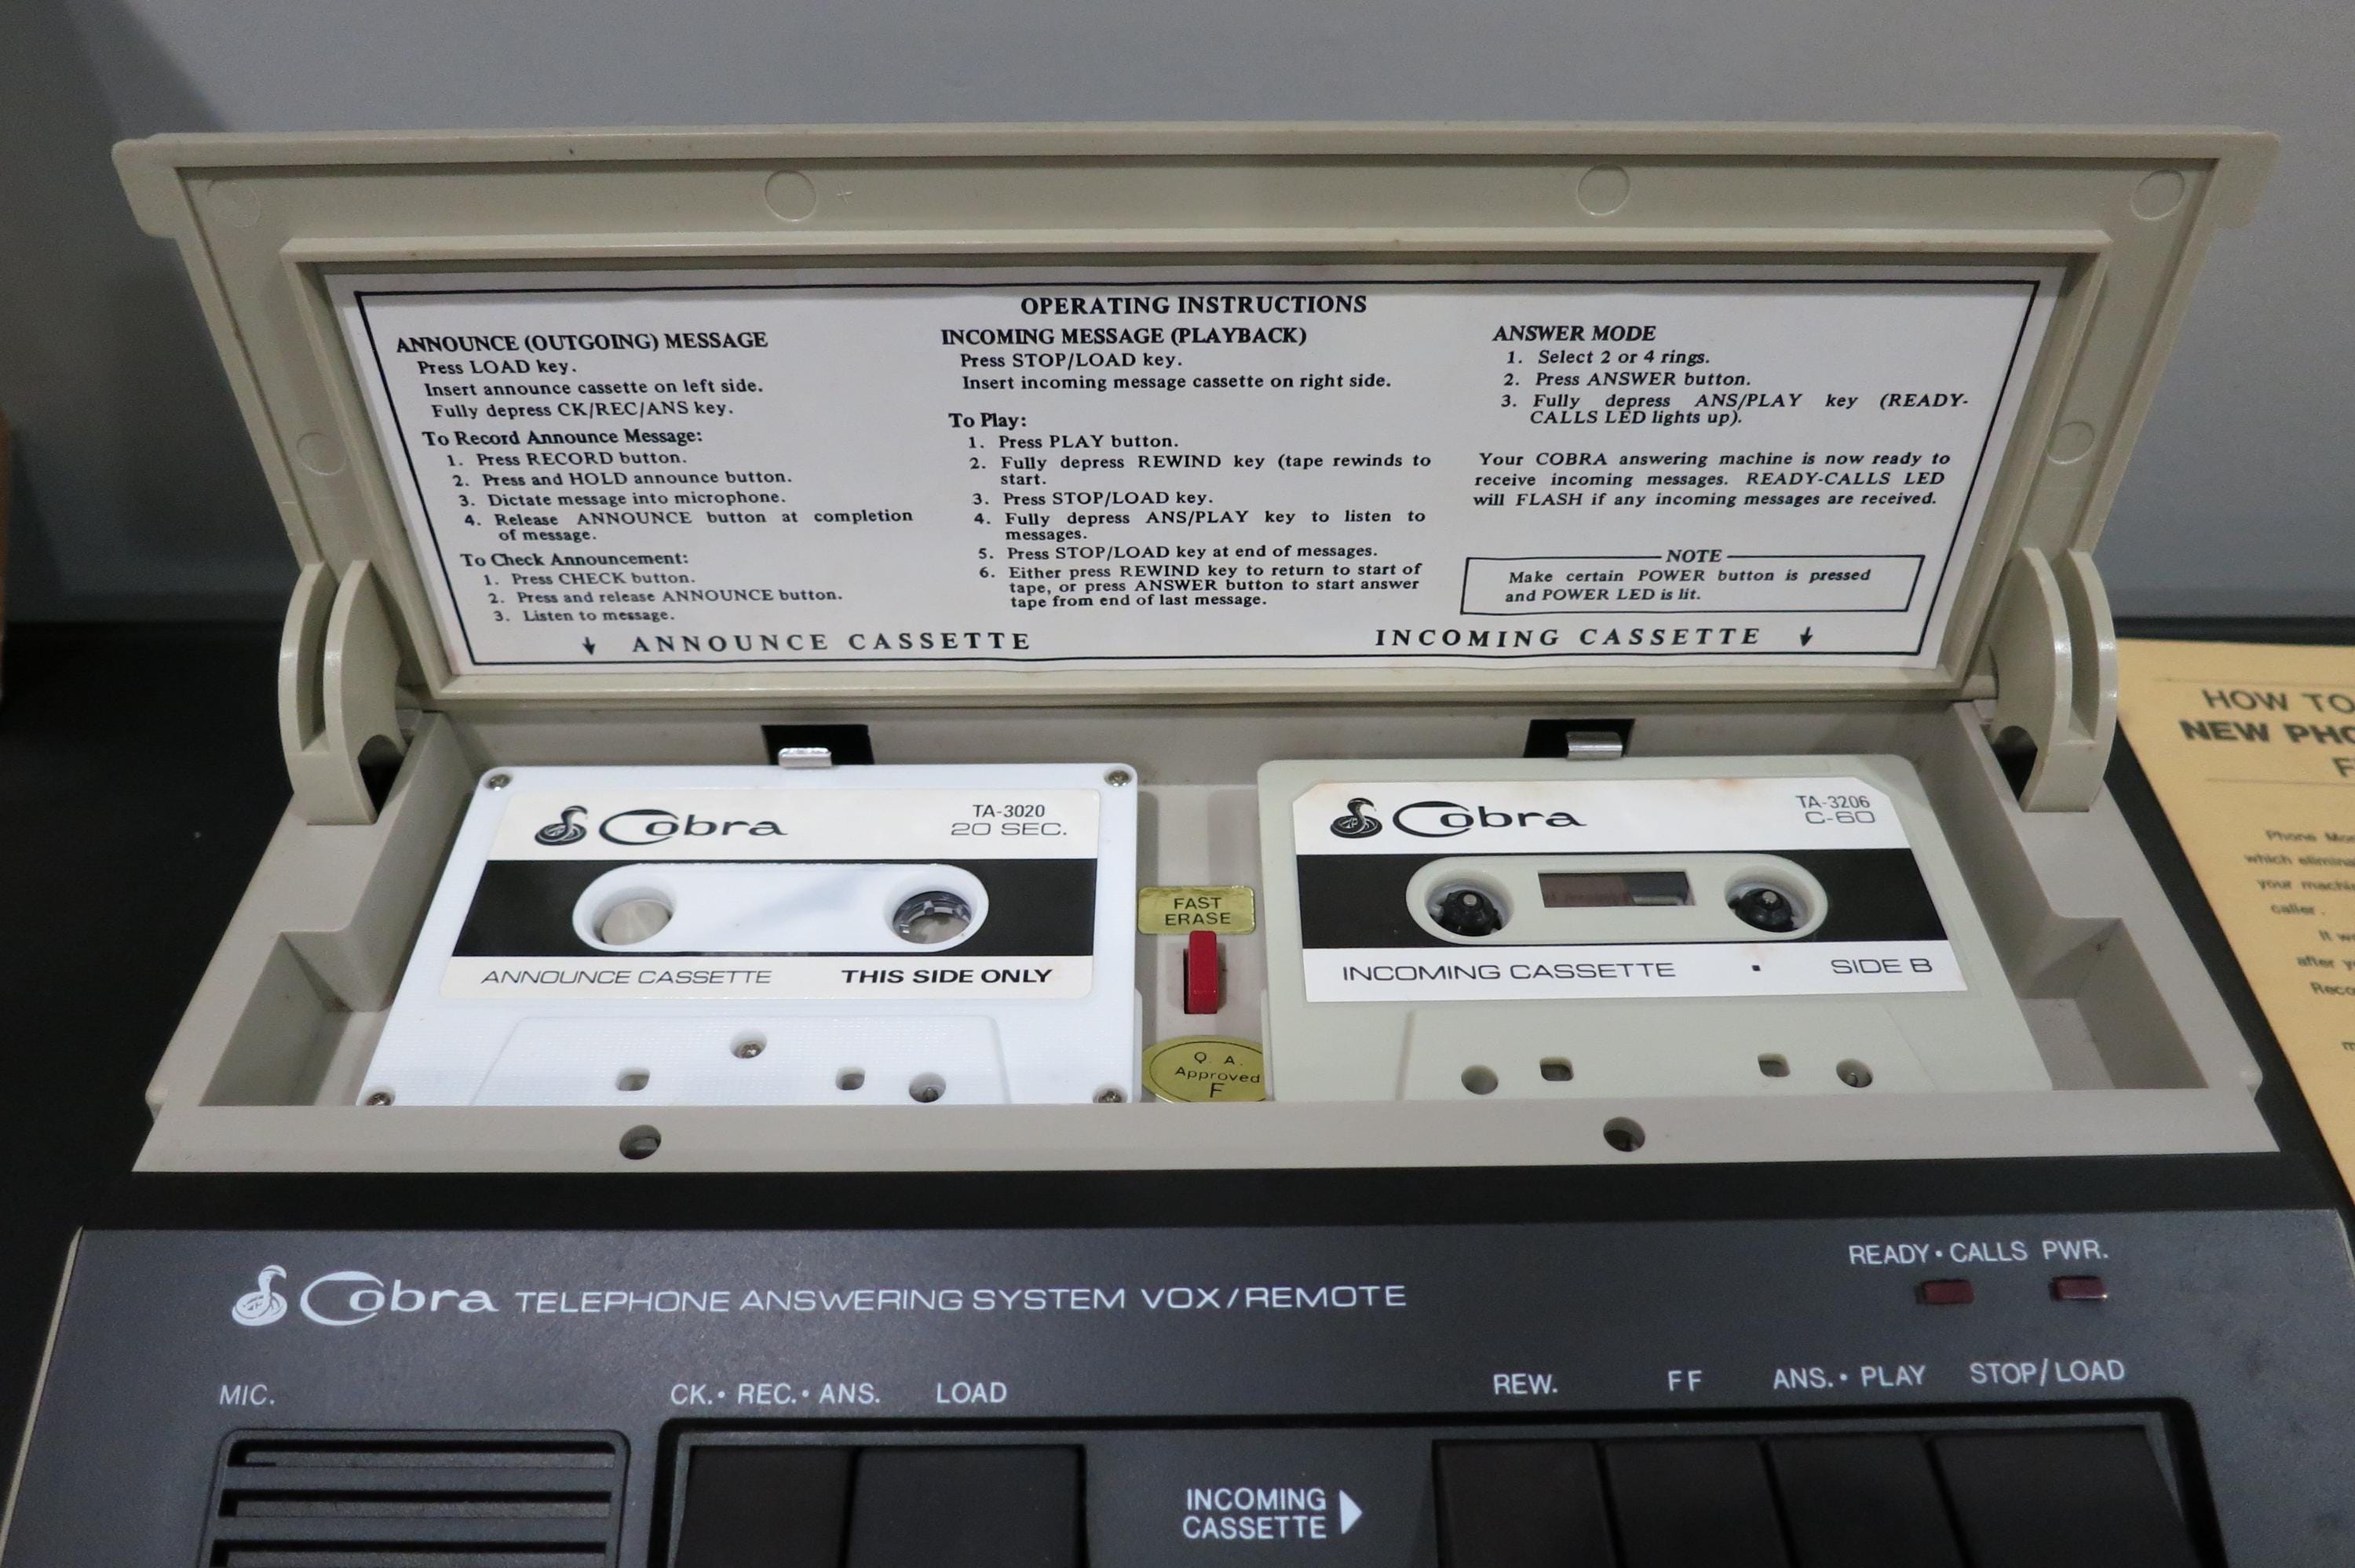 OPERATING INSTRUCTIONS
ANNOUNCE (OUTGOING) MESSAGE
Press LOAD key.
Insert announce cassette on left side.
Fully depress CK/REC/ANS key.
To Record Announce Message:
1. Press RECORD button.
2. Press and HOLD announce button.
3. Dictate message into microphone.
4. Release ANNOUNCE button at completion
of message.
To Check Announcement:
1. Press CHECK button.
2. Press and release ANNOUNCE button.
3. Listen to message.
INCOMING MESSAGE (PLAYBACK)
Press STOP/LOAD key.
Insert incoming message cassette on right side.
To Play:
1. Press PLAY button.
2. Fully depress REWIND key (tape rewinds to
start.
3. Press STOP/LOAD key.
4. Fully depress ANS/PLAY key to listen to
messages.
5. Press STOP/LOAD key at end of messages.
6. Either press REWIND key to return to start of
tape, or press ANSWER button to start answer
tape from end of last message.
ANSWER MODE
1. Select 2 or 4 rings.
2. Press ANSWER button.
3. Fully depress ANS/PLAY key (READY-
CALLS LED lights up).
Your COBRA answering machine is now ready to
receive incoming messages. READY-CALLS LED
will FLASH if any incoming messages are received.
NOTE
Make certain POWER button is pressed
and POWER LED is lit.
↓ ANNOUNCE CASSETTE
INCOMING CASSETTE ↓
Cobra
TA-3020
20 SEC.
ANNOUNCE CASSETTE THIS SIDE ONLY
FAST
ERASE
Q A.
Approved
F
Cobra
TA-3206
C-60
INCOMING CASSETTE • SIDE B
HOW TO
NEW PHO
F
Phone Mo
which elimin
your machi
caller.
It w
after y
Reco
m
Cobra TELEPHONE ANSWERING SYSTEM VOX/REMOTE
READY • CALLS PWR.
MIC.
CK. • REC. • ANS. LOAD
REW. FF ANS. • PLAY STOP/LOAD
INCOMING
CASSETTE